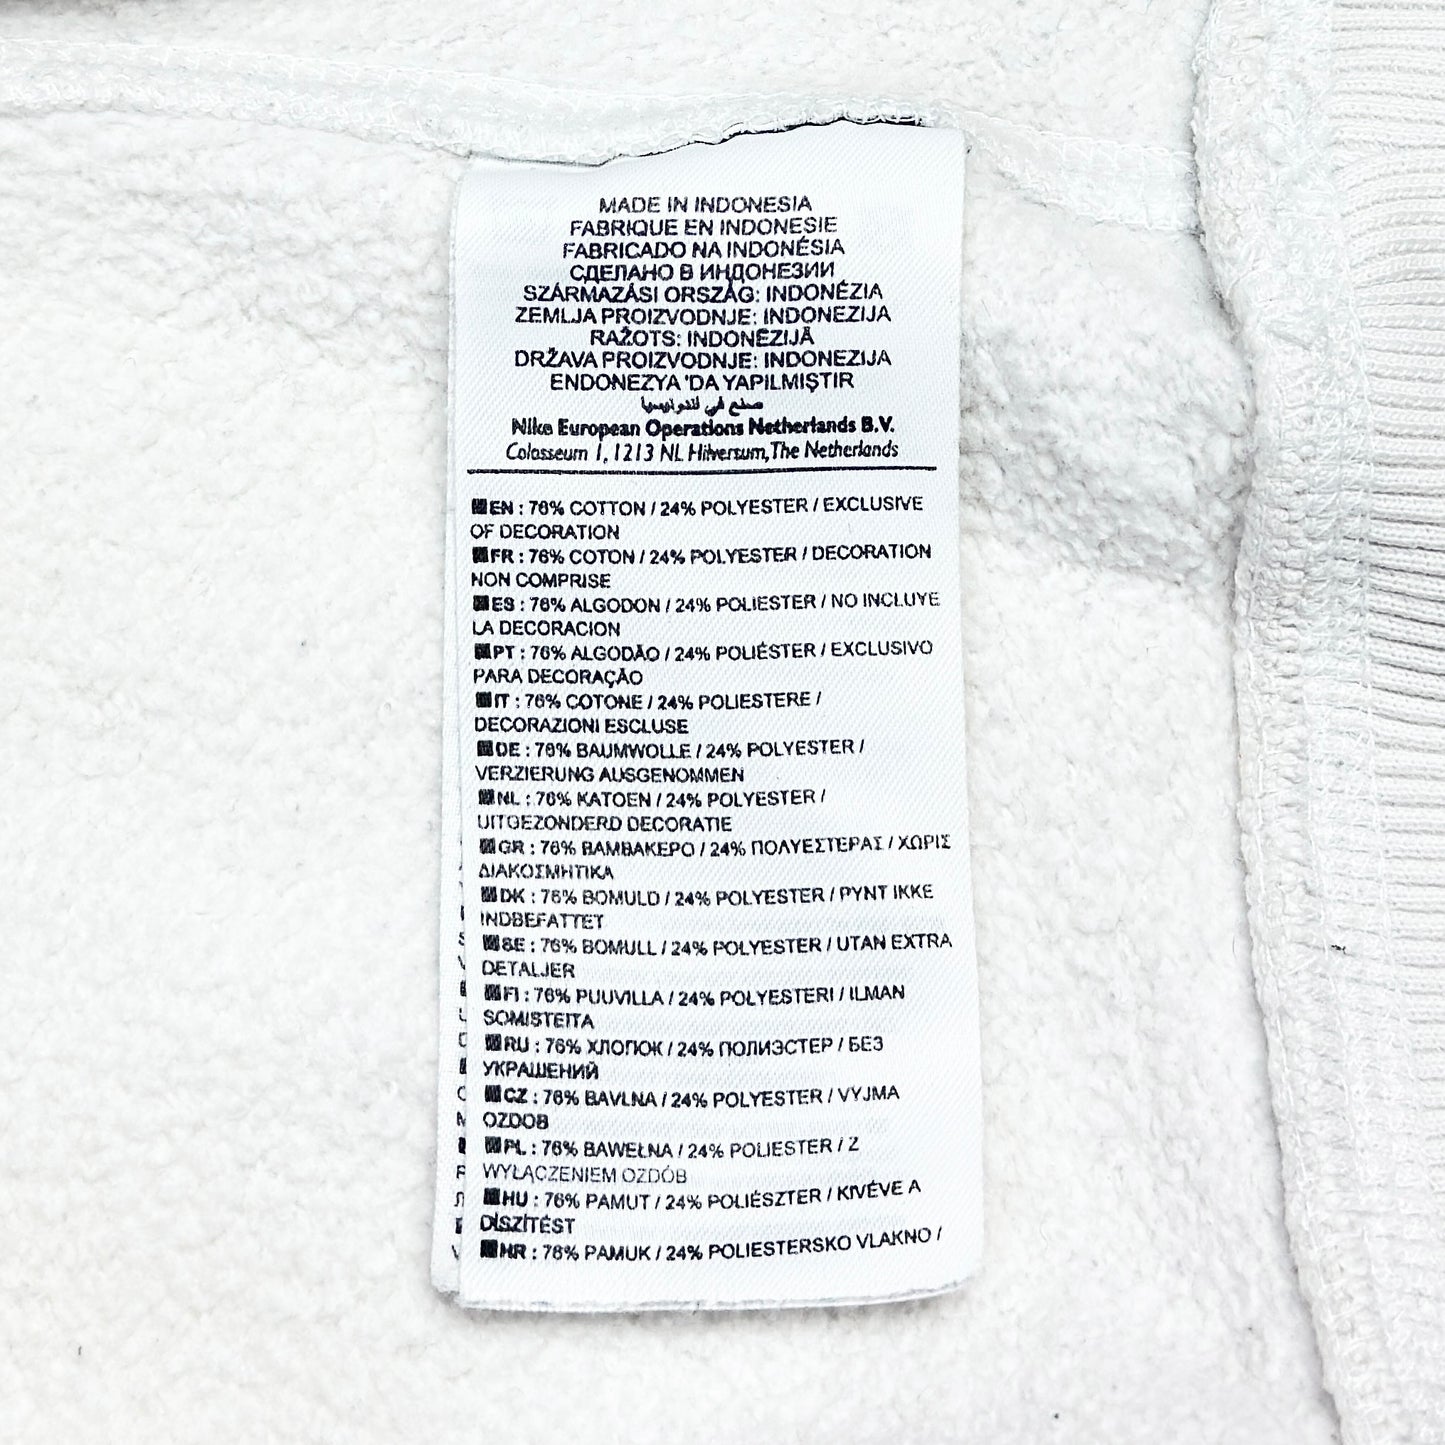 MADE IN INDONESIA
FABRIQUE EN INDONESIE
FABRICADO NA INDONÉSIA
СДЕЛАНО В ИНДОНЕЗИИ
SZÁRMAZÁSI ORSZÁG: INDONÉZIA
ZEMLJA PROIZVODNJE: INDONEZIJA
RAŽOTS: INDONĒZIJĀ
DRŽAVA PROIZVODNJE: INDONEZIJA
ENDONEZYA 'DA YAPILMIŞTIR
صنع في اندونيسيا
Nike European Operations Netherlands B.V.
Colosseum 1, 1213 NL Hilversum, The Netherlands
EN : 76% COTTON / 24% POLYESTER / EXCLUSIVE
OF DECORATION
FR : 76% COTON / 24% POLYESTER / DECORATION
NON COMPRISE
ES : 76% ALGODON / 24% POLIESTER / NO INCLUYE
LA DECORACION
PT : 76% ALGODÃO / 24% POLIÉSTER / EXCLUSIVO
PARA DECORAÇÃO
IT : 76% COTONE / 24% POLIESTERE /
DECORAZIONI ESCLUSE
DE : 76% BAUMWOLLE / 24% POLYESTER /
VERZIERUNG AUSGENOMMEN
NL : 76% KATOEN / 24% POLYESTER /
UITGEZONDERD DECORATIE
GR : 76% ΒΑΜΒΑΚΕΡΟ / 24% ΠΟΛΥΕΣΤΕΡΑΣ / ΧΩΡΙΣ
ΔΙΑΚΟΣΜΗΤΙΚΑ
DK : 76% BOMULD / 24% POLYESTER / PYNT IKKE
INDBEFATTET
SE : 76% BOMULL / 24% POLYESTER / UTAN EXTRA
DETALJER
FI : 76% PUUVILLA / 24% POLYESTERI / ILMAN
SOMISTEITA
RU : 76% ХЛОПОК / 24% ПОЛИЭСТЕР / БЕЗ
УКРАШЕНИЙ
CZ : 76% BAVLNA / 24% POLYESTER / VYJMA
OZDOB
PL : 76% BAWEŁNA / 24% POLIESTER / Z
WYŁĄCZENIEM OZDÓB
HU : 76% PAMUT / 24% POLIÉSZTER / KIVÉVE A
DÍSZÍTÉST
HR : 76% PAMUK / 24% POLIESTERSKO VLAKNO /